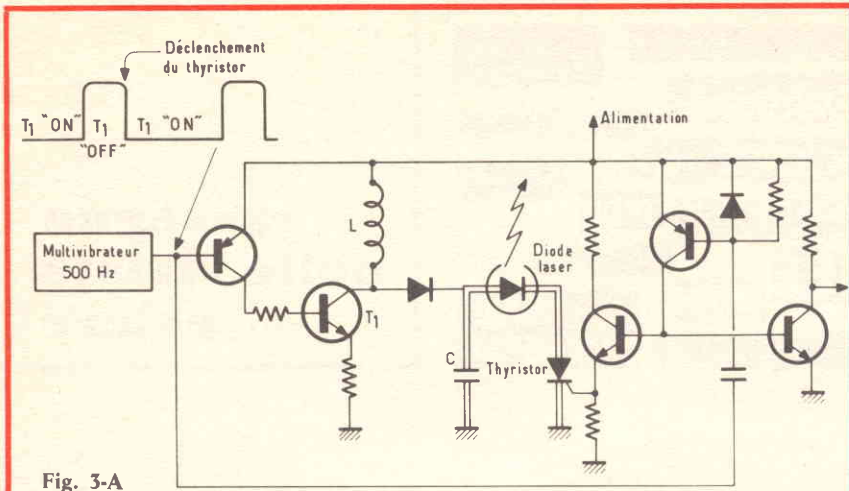 Déclenchement
du thyristor
T1 "ON"
T1
"OFF"
T1 "ON"
Alimentation
Multivibrateur
500 Hz
L
T1
Diode
laser
C
Thyristor
Fig. 3-A